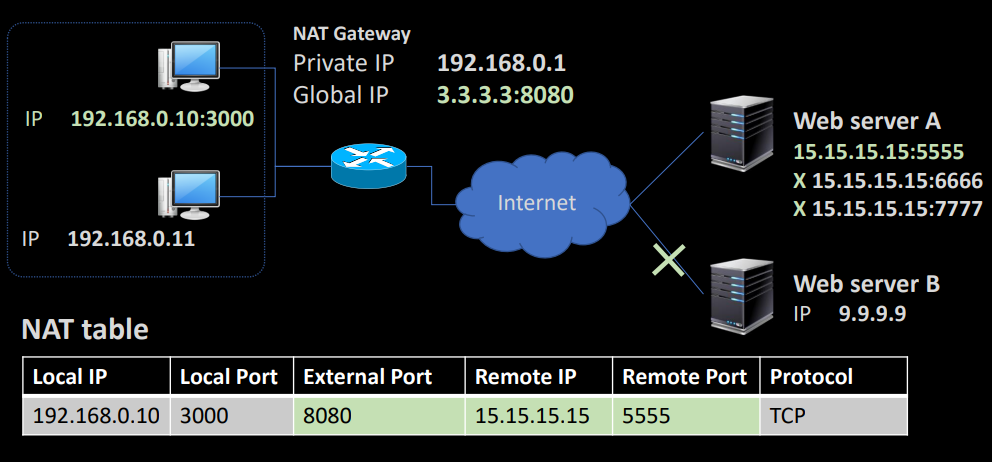 NAT Gateway
Private IP 192.168.0.1
Global IP 3.3.3.3:8080
IP 192.168.0.10:3000
IP 192.168.0.11
Internet
Web server A
15.15.15.15:5555
X 15.15.15.15:6666
X 15.15.15.15:7777
Web server B
IP 9.9.9.9
NAT table
Local IP Local Port External Port Remote IP Remote Port Protocol
192.168.0.10 3000 8080 15.15.15.15 5555 TCP